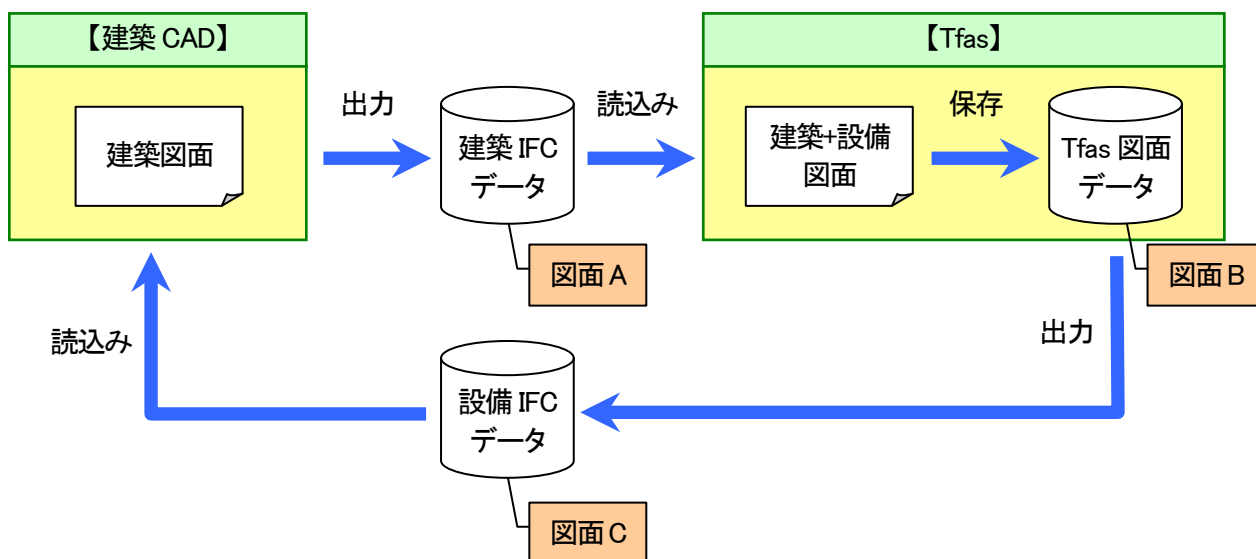 【建築 CAD】
【Tfas】
建築図面
出力
建築 IFC
データ
読込み
建築+設備
図面
保存
Tfas 図面
データ
図面 A
図面 B
読込み
出力
設備 IFC
データ
図面 C